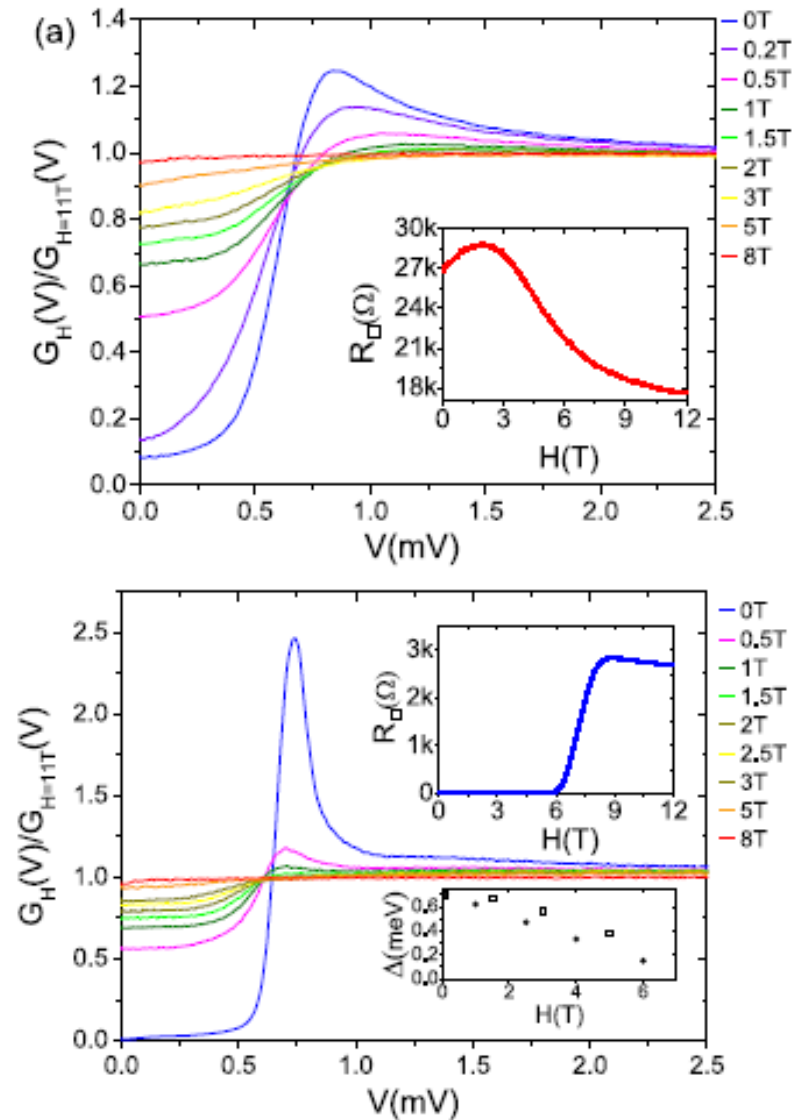 (a)
1.4
1.2
1.0
0.8
0.6
0.4
0.2
0.0
G_H(V)/G_{H=11T}(V)
0.0 0.5 1.0 1.5 2.0 2.5
V(mV)
0T
0.2T
0.5T
1T
1.5T
2T
3T
5T
8T
30k
27k
24k
21k
18k
R□(Ω)
0 3 6 9 12
H(T)
2.5
2.0
1.5
1.0
0.5
0.0
G_H(V)/G_{H=11T}(V)
0.0 0.5 1.0 1.5 2.0 2.5
V(mV)
0T
0.5T
1T
1.5T
2T
2.5T
3T
5T
8T
3k
2k
1k
0
R□(Ω)
0 3 6 9 12
H(T)
0.6
0.4
0.2
0.0
Δ(meV)
0 2 4 6
H(T)